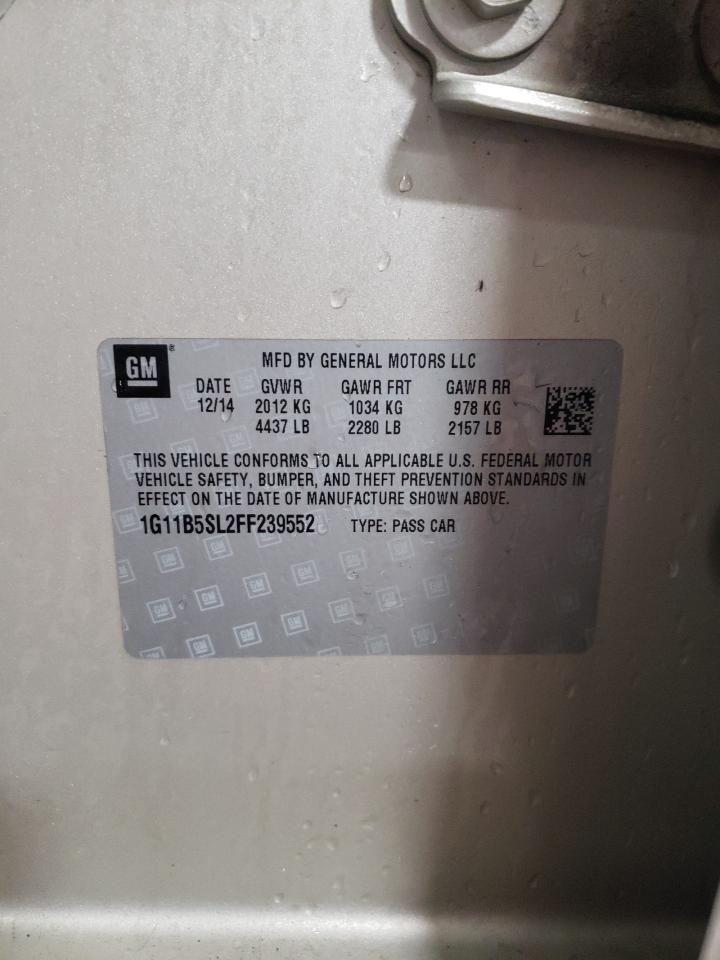 GM®
MFD BY GENERAL MOTORS LLC
DATE GVWR GAWR FRT GAWR RR
12/14 2012 KG 1034 KG 978 KG
4437 LB 2280 LB 2157 LB
THIS VEHICLE CONFORMS TO ALL APPLICABLE U.S. FEDERAL MOTOR
VEHICLE SAFETY, BUMPER, AND THEFT PREVENTION STANDARDS IN
EFFECT ON THE DATE OF MANUFACTURE SHOWN ABOVE.
1G11B5SL2FF239552 TYPE: PASS CAR